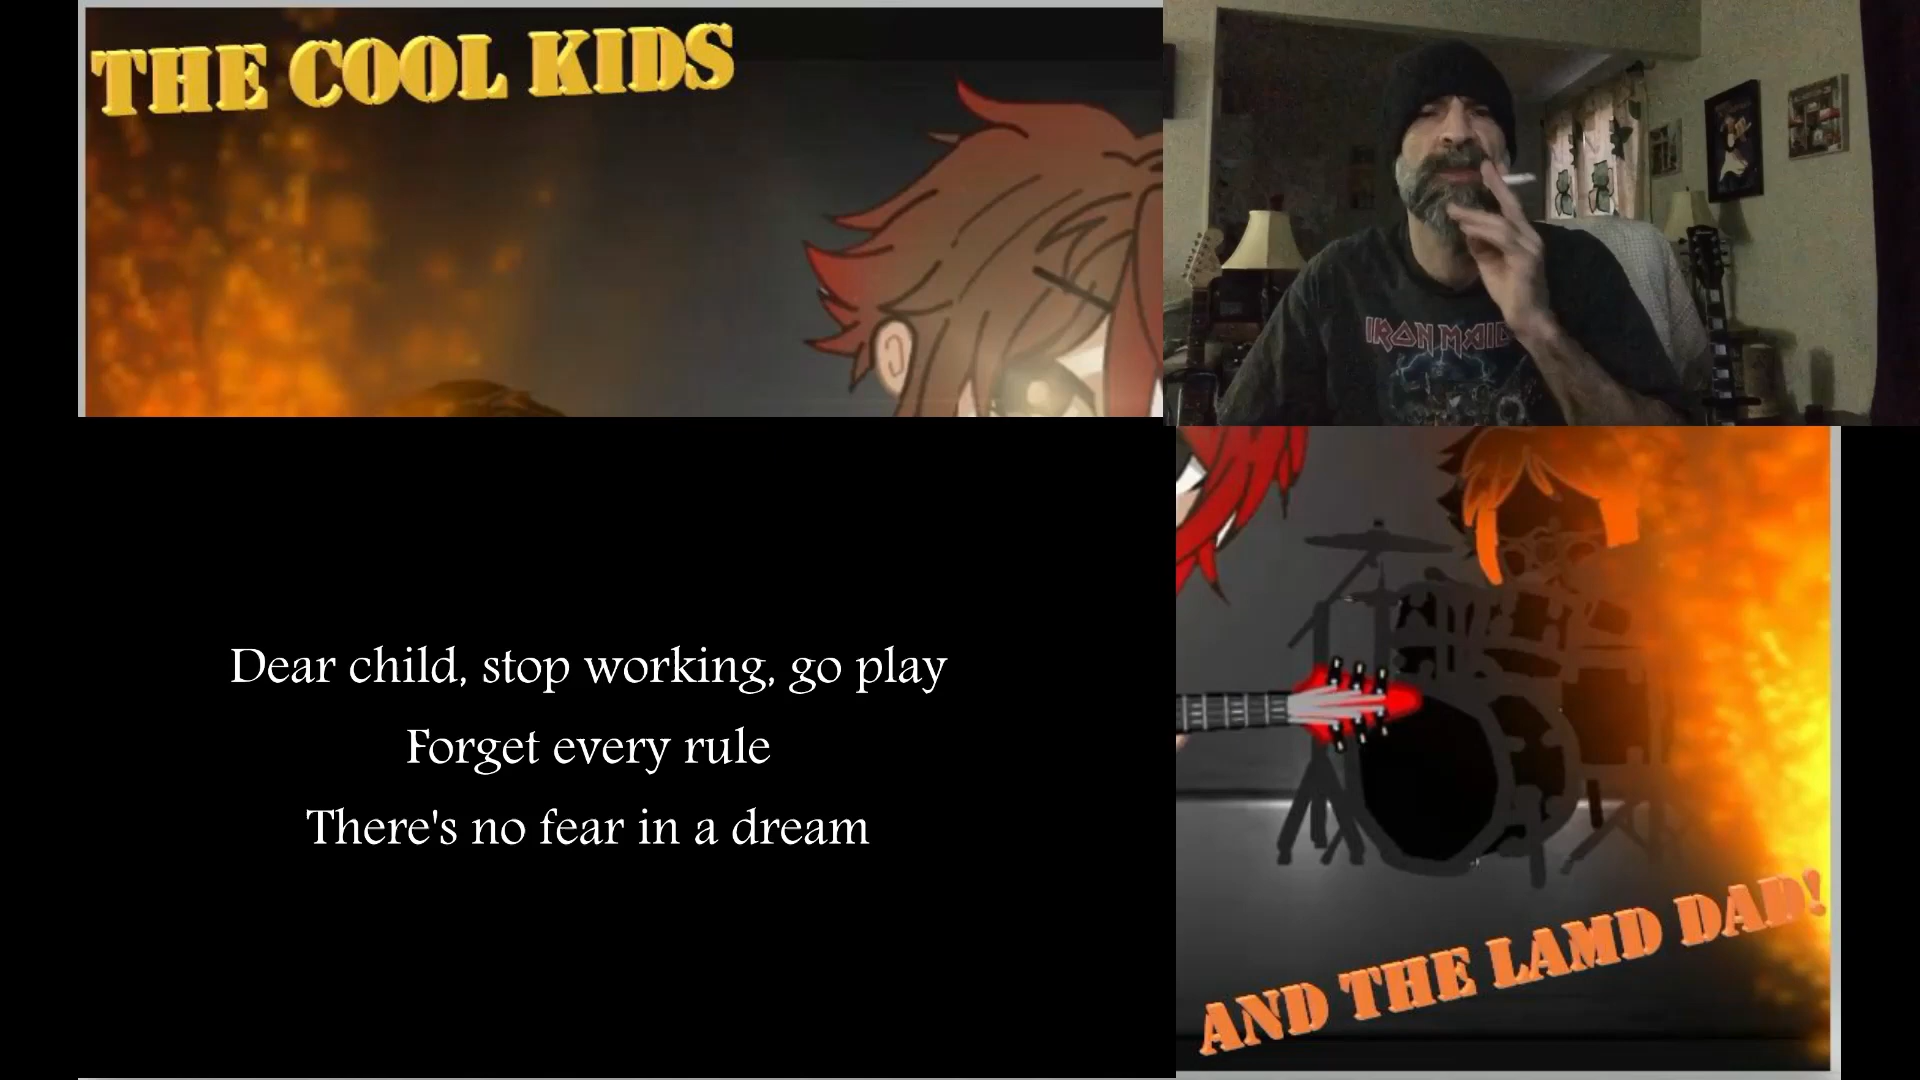 THE COOL KIDS
IRON MAID
Dear child, stop working, go play
Forget every rule
There's no fear in a dream
AND THE LAMD DAD!